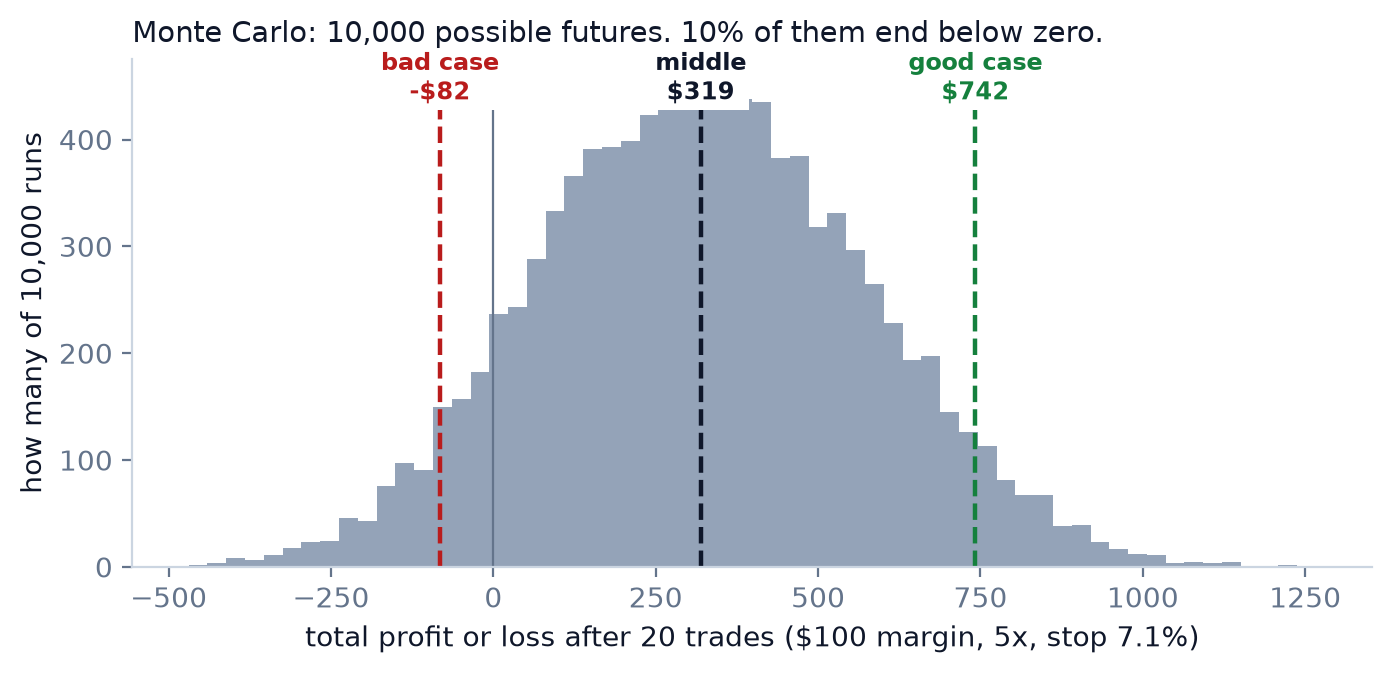 Monte Carlo: 10,000 possible futures. 10% of them end below zero.
bad case
-$82
middle
$319
good case
$742
how many of 10,000 runs
400
300
200
100
0
−500
−250
0
250
500
750
1000
1250
total profit or loss after 20 trades ($100 margin, 5x, stop 7.1%)